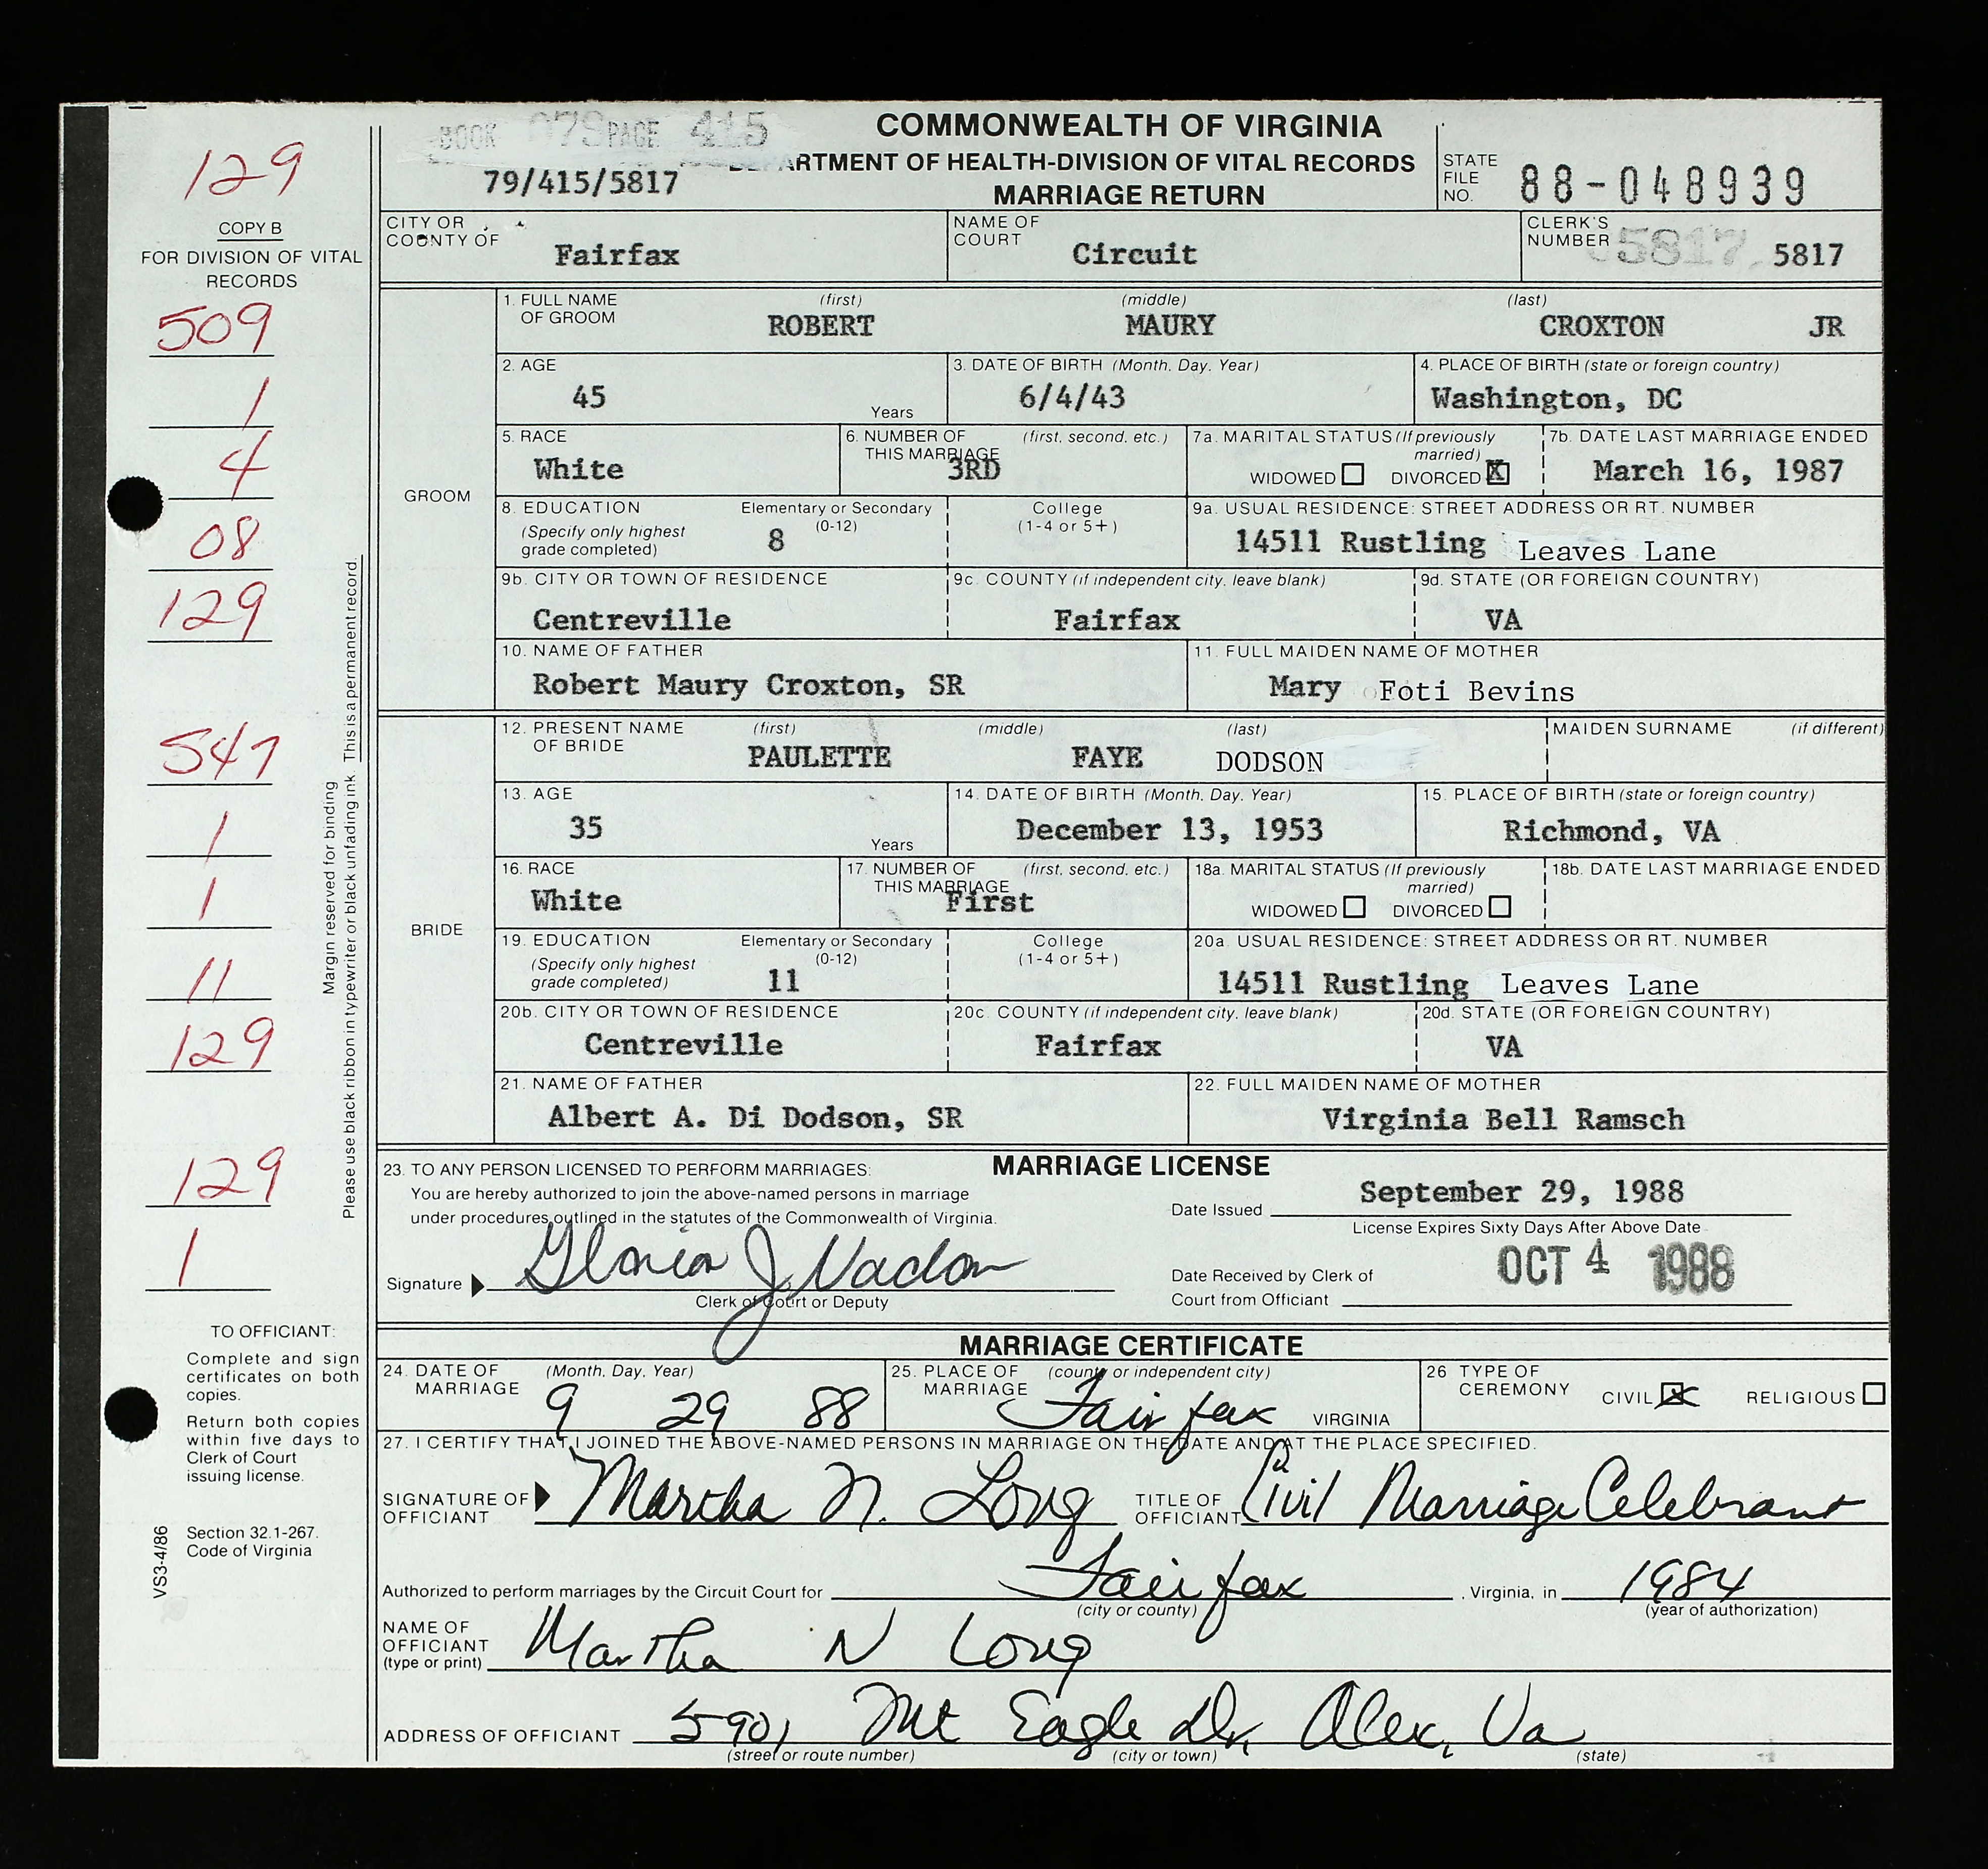 BOOK 079 PAGE 415
79/415/5817
COMMONWEALTH OF VIRGINIA
DEPARTMENT OF HEALTH-DIVISION OF VITAL RECORDS
MARRIAGE RETURN
STATE FILE NO. 88-048939
129
COPY B
FOR DIVISION OF VITAL RECORDS
509
1
4
08
129
547
1
1
11
129
129
1
Margin reserved for binding
Please use black ribbon in typewriter or black unfading ink. This is a permanent record.
TO OFFICIANT:
Complete and sign
certificates on both
copies.
Return both copies
within five days to
Clerk of Court
issuing license.
Section 32.1-267.
Code of Virginia
VS3-4/86
CITY OR COUNTY OF Fairfax
NAME OF COURT Circuit
CLERK'S NUMBER 5817 5817
GROOM
1. FULL NAME OF GROOM (first) ROBERT (middle) MAURY (last) CROXTON JR
2. AGE 45 Years
3. DATE OF BIRTH (Month, Day, Year) 6/4/43
4. PLACE OF BIRTH (state or foreign country) Washington, DC
5. RACE White
6. NUMBER OF THIS MARRIAGE (first, second, etc.) 3RD
7a. MARITAL STATUS (If previously married) WIDOWED DIVORCED X
7b. DATE LAST MARRIAGE ENDED March 16, 1987
8. EDUCATION (Specify only highest grade completed) Elementary or Secondary (0-12) 8 College (1-4 or 5+)
9a. USUAL RESIDENCE: STREET ADDRESS OR RT. NUMBER 14511 Rustling Leaves Lane
9b. CITY OR TOWN OF RESIDENCE Centreville
9c. COUNTY (if independent city, leave blank) Fairfax
9d. STATE (OR FOREIGN COUNTRY) VA
10. NAME OF FATHER Robert Maury Croxton, SR
11. FULL MAIDEN NAME OF MOTHER Mary Foti Bevins
BRIDE
12. PRESENT NAME OF BRIDE (first) PAULETTE (middle) FAYE (last) DODSON MAIDEN SURNAME (if different)
13. AGE 35 Years
14. DATE OF BIRTH (Month, Day, Year) December 13, 1953
15. PLACE OF BIRTH (state or foreign country) Richmond, VA
16. RACE White
17. NUMBER OF THIS MARRIAGE (first, second, etc.) First
18a. MARITAL STATUS (If previously married) WIDOWED DIVORCED
18b. DATE LAST MARRIAGE ENDED
19. EDUCATION (Specify only highest grade completed) Elementary or Secondary (0-12) 11 College (1-4 or 5+)
20a. USUAL RESIDENCE: STREET ADDRESS OR RT. NUMBER 14511 Rustling Leaves Lane
20b. CITY OR TOWN OF RESIDENCE Centreville
20c. COUNTY (if independent city, leave blank) Fairfax
20d. STATE (OR FOREIGN COUNTRY) VA
21. NAME OF FATHER Albert A. Di Dodson, SR
22. FULL MAIDEN NAME OF MOTHER Virginia Bell Ramsch
MARRIAGE LICENSE
23. TO ANY PERSON LICENSED TO PERFORM MARRIAGES:
You are hereby authorized to join the above-named persons in marriage
under procedures outlined in the statutes of the Commonwealth of Virginia.
Date Issued September 29, 1988
License Expires Sixty Days After Above Date
Signature Gloria J. Nadon
Clerk of Court or Deputy
Date Received by Clerk of Court from Officiant OCT 4 1988
MARRIAGE CERTIFICATE
24. DATE OF MARRIAGE (Month, Day, Year) 9 29 88
25. PLACE OF MARRIAGE (county or independent city) Fairfax VIRGINIA
26 TYPE OF CEREMONY CIVIL X RELIGIOUS
27. I CERTIFY THAT I JOINED THE ABOVE-NAMED PERSONS IN MARRIAGE ON THE DATE AND AT THE PLACE SPECIFIED.
SIGNATURE OF OFFICIANT Martha N. Long TITLE OF OFFICIANT Civil Marriage Celebrant
Authorized to perform marriages by the Circuit Court for Fairfax, Virginia, in 1984
(city or county) (year of authorization)
NAME OF OFFICIANT (type or print) Martha N Long
ADDRESS OF OFFICIANT 5901 Mt Eagle Dr, Alex, Va
(street or route number) (city or town) (state)